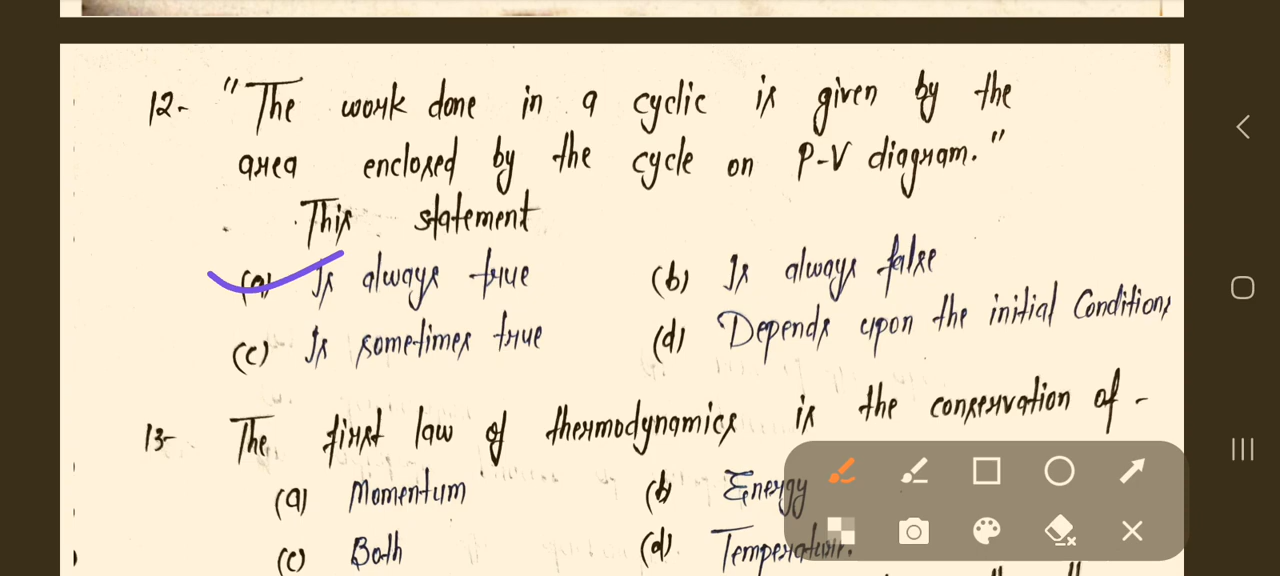 12- "The work done in a cyclic is given by the
area enclosed by the cycle on P-V diagram."
This statement
(a) Is always true (b) Is always false
(c) Is sometimes true (d) Depends upon the initial Conditions
13- The first law of thermodynamics is the conservation of -
(a) Momentum (b) Energy
(c) Both (d) Temperature.